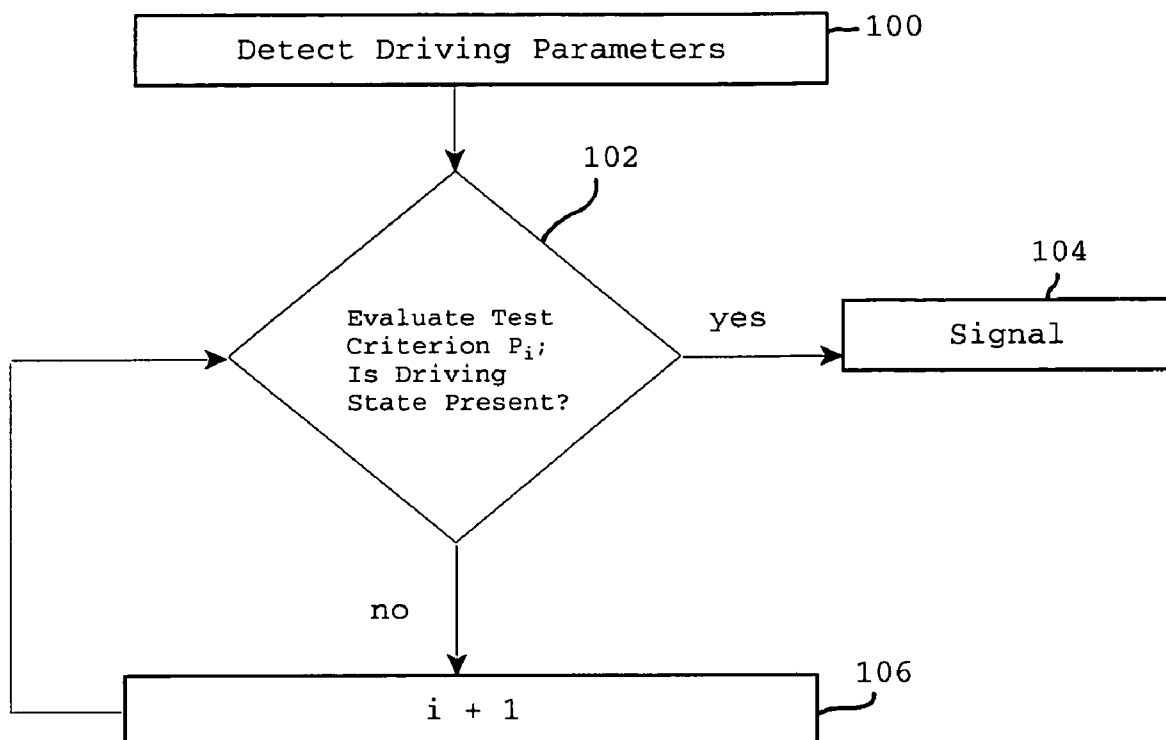 Detect Driving Parameters
100
102
Evaluate Test
Criterion Pᵢ;
Is Driving
State Present?
yes
104
Signal
no
i + 1
106